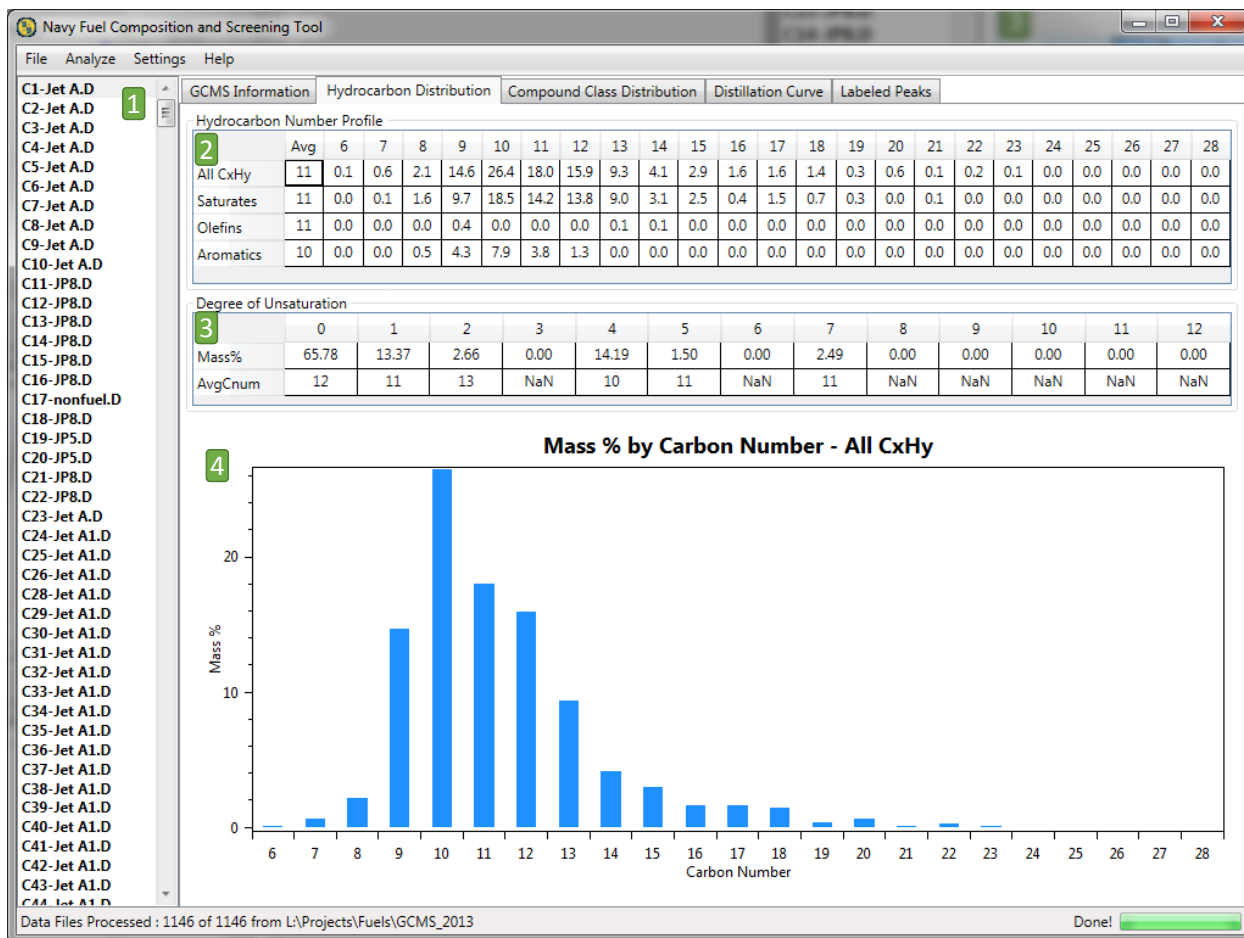 Navy Fuel Composition and Screening Tool
File Analyze Settings Help
C1-Jet A.D
C2-Jet A.D
C3-Jet A.D
C4-Jet A.D
C5-Jet A.D
C6-Jet A.D
C7-Jet A.D
C8-Jet A.D
C9-Jet A.D
C10-Jet A.D
C11-JP8.D
C12-JP8.D
C13-JP8.D
C14-JP8.D
C15-JP8.D
C16-JP8.D
C17-nonfuel.D
C18-JP8.D
C19-JP5.D
C20-JP5.D
C21-JP8.D
C22-JP8.D
C23-Jet A.D
C24-Jet A1.D
C25-Jet A1.D
C26-Jet A1.D
C28-Jet A1.D
C29-Jet A1.D
C30-Jet A1.D
C31-Jet A1.D
C32-Jet A1.D
C33-Jet A1.D
C34-Jet A1.D
C35-Jet A1.D
C36-Jet A1.D
C37-Jet A1.D
C38-Jet A1.D
C39-Jet A1.D
C40-Jet A1.D
C41-Jet A1.D
C42-Jet A1.D
C43-Jet A1.D
C44-Jet A1.D
1
GCMS Information Hydrocarbon Distribution Compound Class Distribution Distillation Curve Labeled Peaks
Hydrocarbon Number Profile
2 Avg 6 7 8 9 10 11 12 13 14 15 16 17 18 19 20 21 22 23 24 25 26 27 28
All CxHy 11 0.1 0.6 2.1 14.6 26.4 18.0 15.9 9.3 4.1 2.9 1.6 1.6 1.4 0.3 0.6 0.1 0.2 0.1 0.0 0.0 0.0 0.0 0.0
Saturates 11 0.0 0.1 1.6 9.7 18.5 14.2 13.8 9.0 3.1 2.5 0.4 1.5 0.7 0.3 0.0 0.1 0.0 0.0 0.0 0.0 0.0 0.0 0.0
Olefins 11 0.0 0.0 0.0 0.4 0.0 0.0 0.0 0.1 0.1 0.0 0.0 0.0 0.0 0.0 0.0 0.0 0.0 0.0 0.0 0.0 0.0 0.0 0.0
Aromatics 10 0.0 0.0 0.5 4.3 7.9 3.8 1.3 0.0 0.0 0.0 0.0 0.0 0.0 0.0 0.0 0.0 0.0 0.0 0.0 0.0 0.0 0.0 0.0
Degree of Unsaturation
3 0 1 2 3 4 5 6 7 8 9 10 11 12
Mass% 65.78 13.37 2.66 0.00 14.19 1.50 0.00 2.49 0.00 0.00 0.00 0.00 0.00
AvgCnum 12 11 13 NaN 10 11 NaN 11 NaN NaN NaN NaN NaN
4
Mass % by Carbon Number - All CxHy
20
10
0
Mass %
6 7 8 9 10 11 12 13 14 15 16 17 18 19 20 21 22 23 24 25 26 27 28
Carbon Number
Data Files Processed : 1146 of 1146 from L:\Projects\Fuels\GCMS_2013 Done!